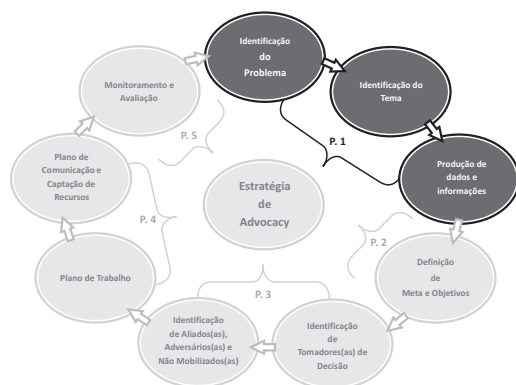 Identificação
do
Problema
Identificação do
Tema
Produção de
dados e
informações
Definição
de
Meta e Objetivos
Identificação
de
Tomadores(as) de
Decisão
Identificação
de Aliados(as),
Adversários(as) e
Não Mobilizados(as)
Plano de Trabalho
Plano de
Comunicação e
Captação de
Recursos
Monitoramento e
Avaliação
Estratégia
de
Advocacy
P. 1
P. 2
P. 3
P. 4
P. 5